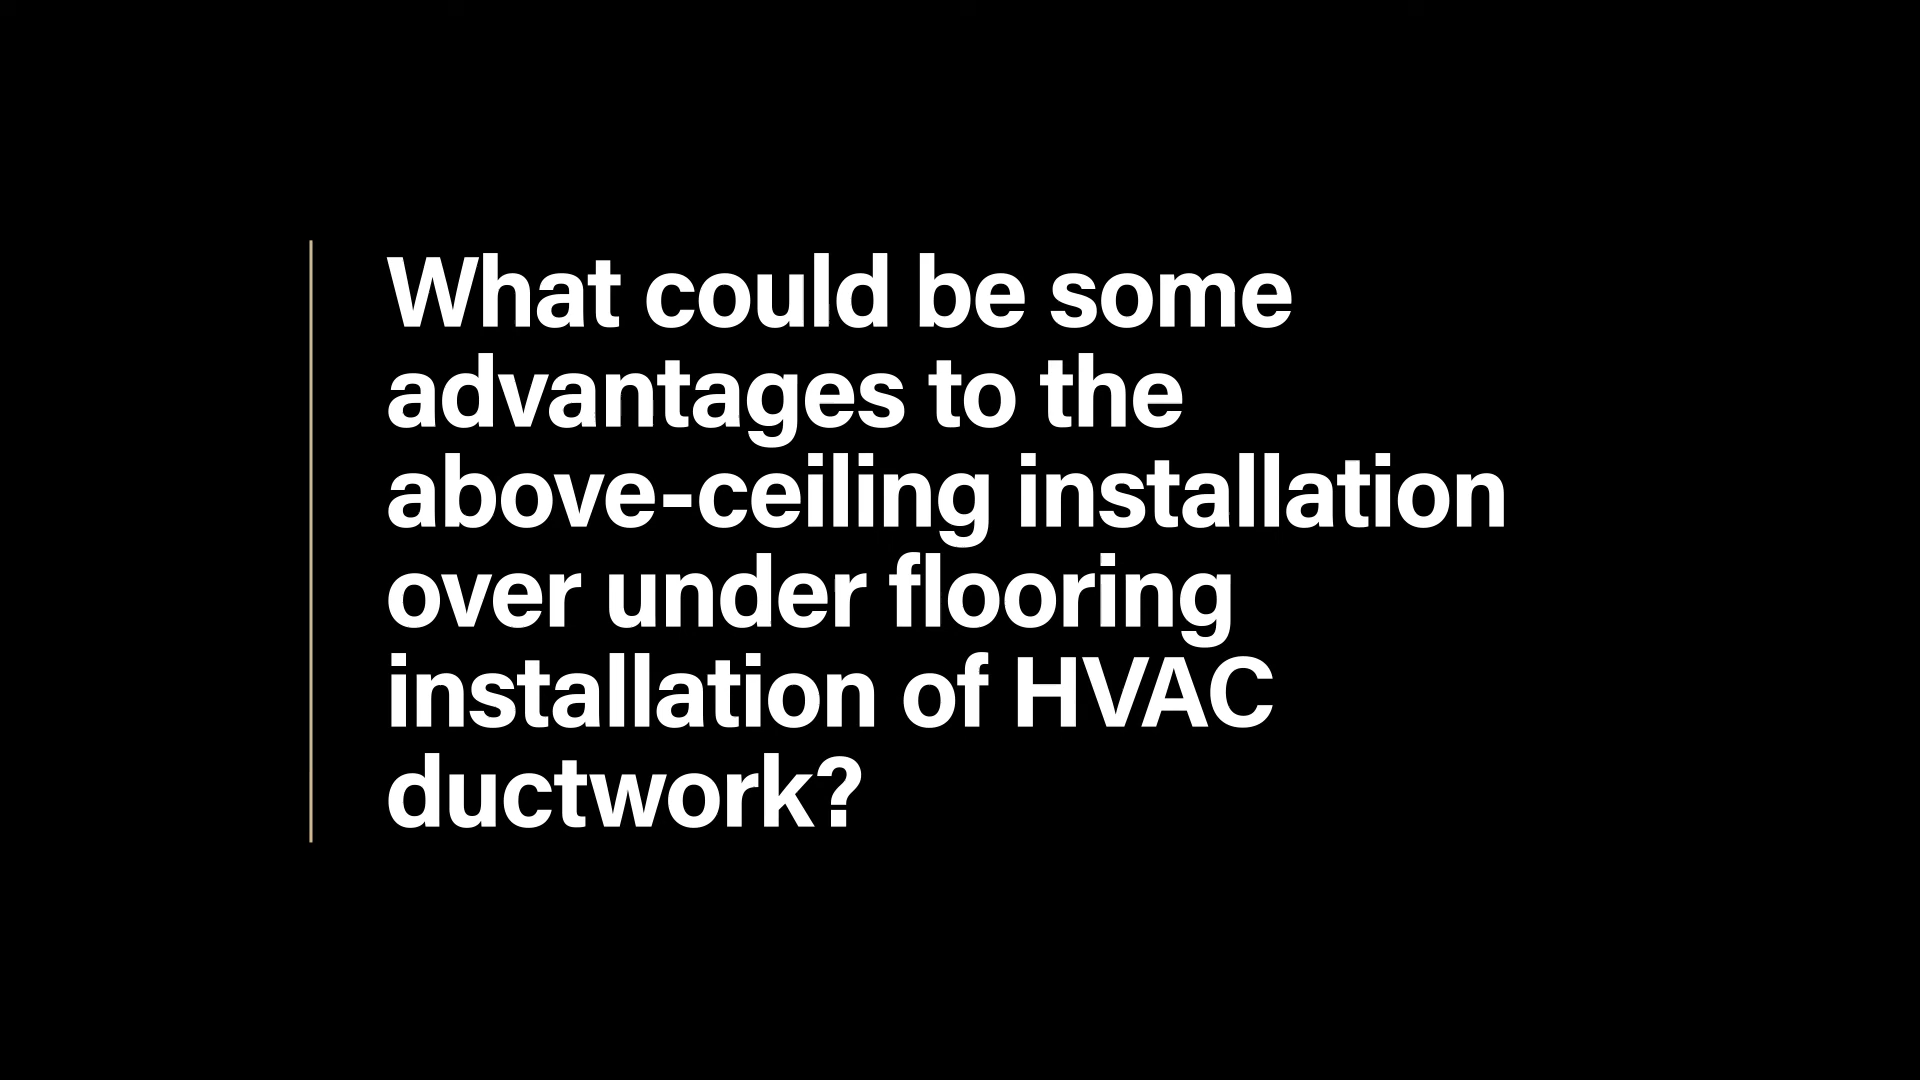 What could be some
advantages to the
above-ceiling installation
over under flooring
installation of HVAC
ductwork?